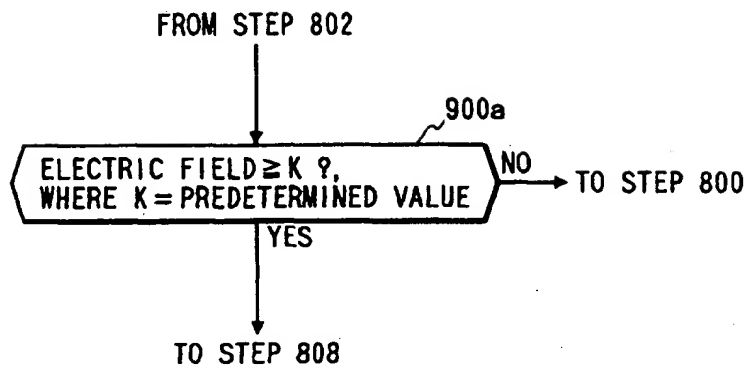 FROM STEP 802
900a
ELECTRIC FIELD ≧ K ?,
WHERE K = PREDETERMINED VALUE
NO
TO STEP 800
YES
TO STEP 808